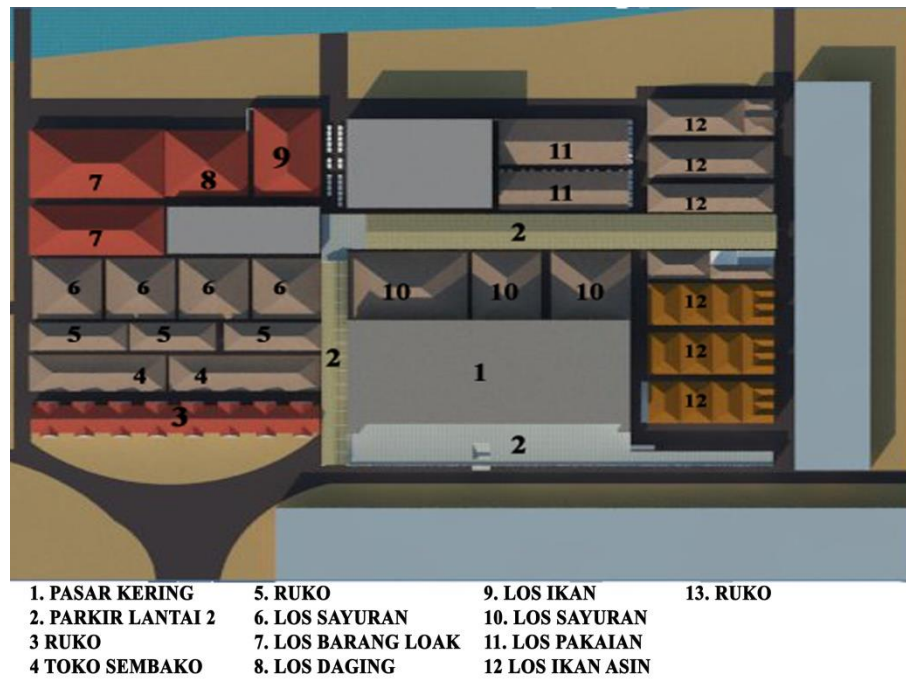 9
12
11
7
8
12
11
12
7
2
6
6
6
6
10
10
10
12
5
5
5
2
12
1
4
4
12
3
2
1. PASAR KERING
2. PARKIR LANTAI 2
3 RUKO
4 TOKO SEMBAKO
5. RUKO
6. LOS SAYURAN
7. LOS BARANG LOAK
8. LOS DAGING
9. LOS IKAN
10. LOS SAYURAN
11. LOS PAKAIAN
12 LOS IKAN ASIN
13. RUKO